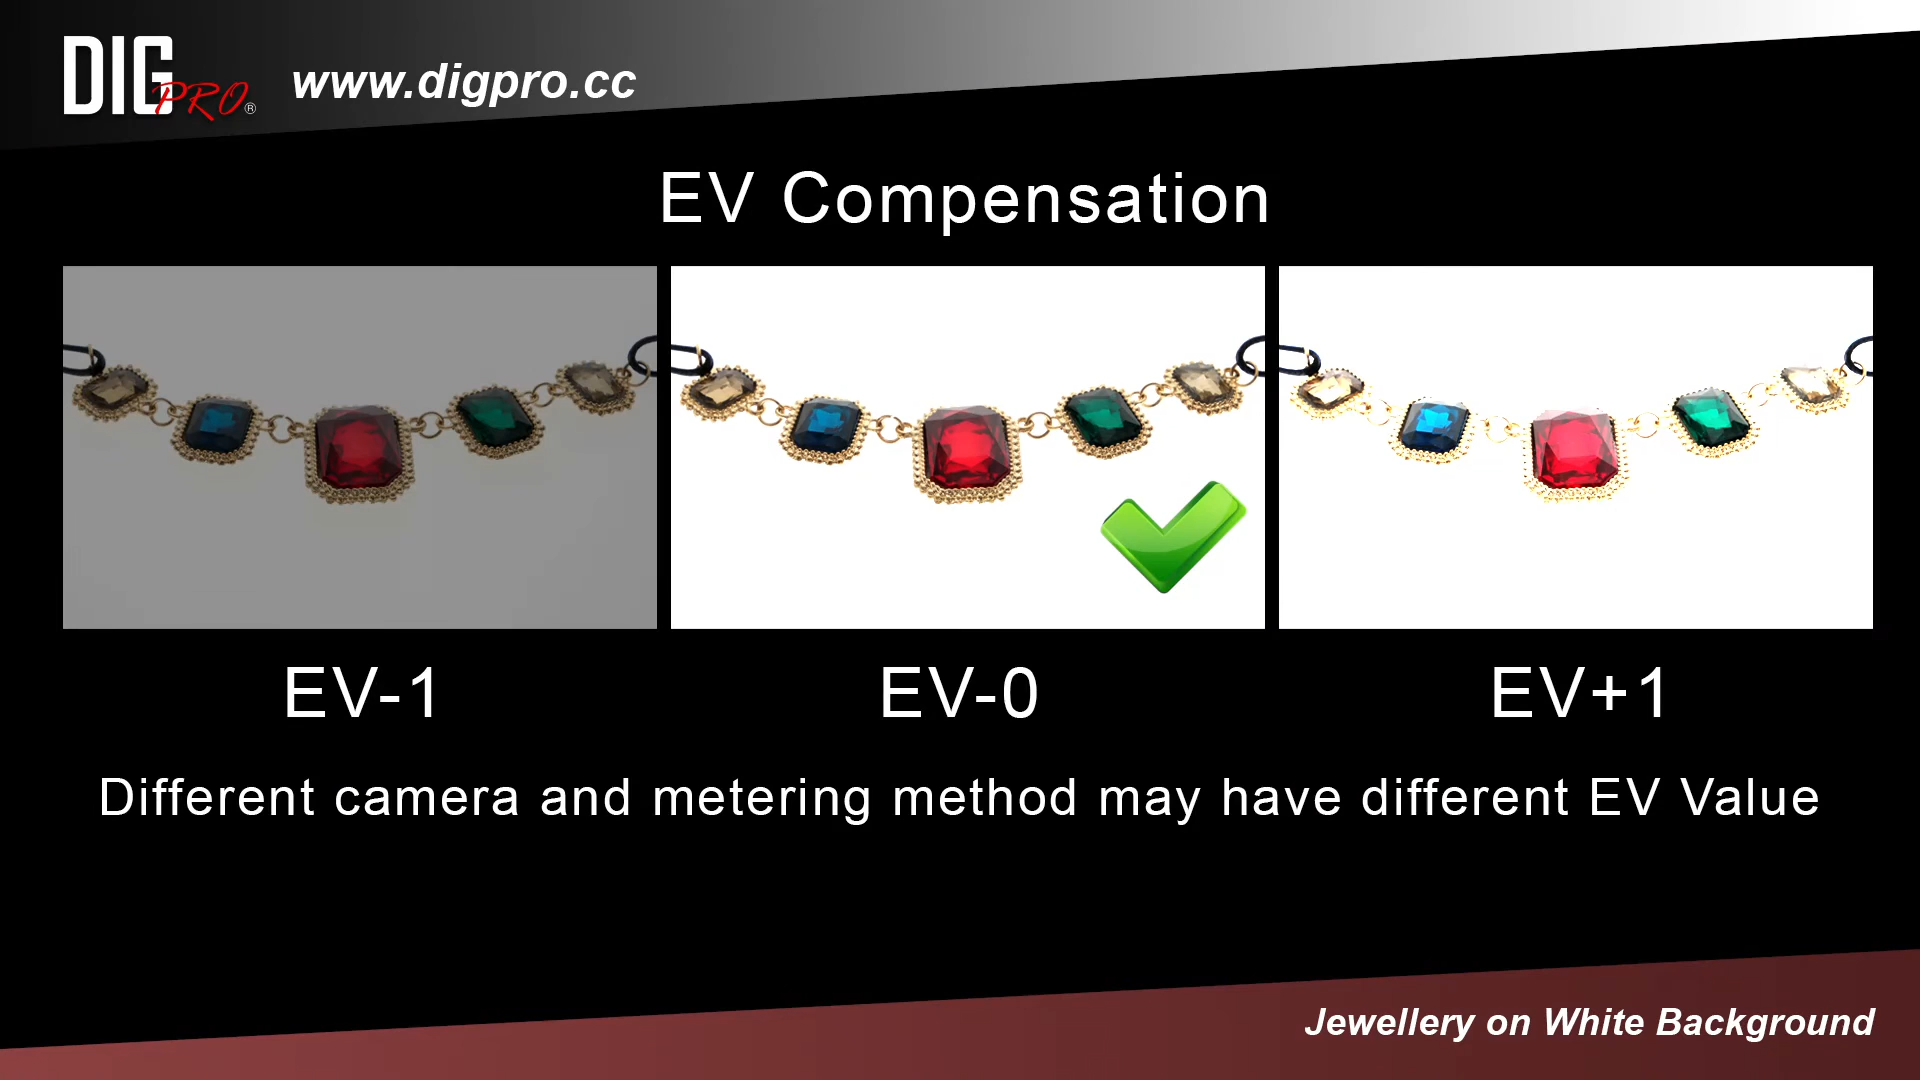 DIG PRO®
www.digpro.cc
EV Compensation
EV-1
EV-0
EV+1
Different camera and metering method may have different EV Value
Jewellery on White Background